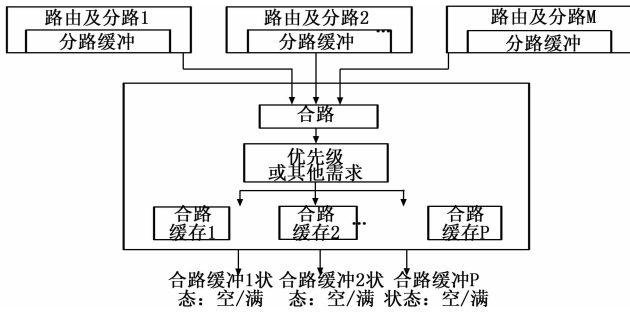 路由及分路1
路由及分路2
路由及分路M
分路缓冲
分路缓冲
...
分路缓冲
合路
优先级
或其他需求
合路
缓存1
合路
缓存2
...
合路
缓存P
合路缓冲1状
态：空/满
合路缓冲2状
态：空/满
合路缓冲P
状态：空/满